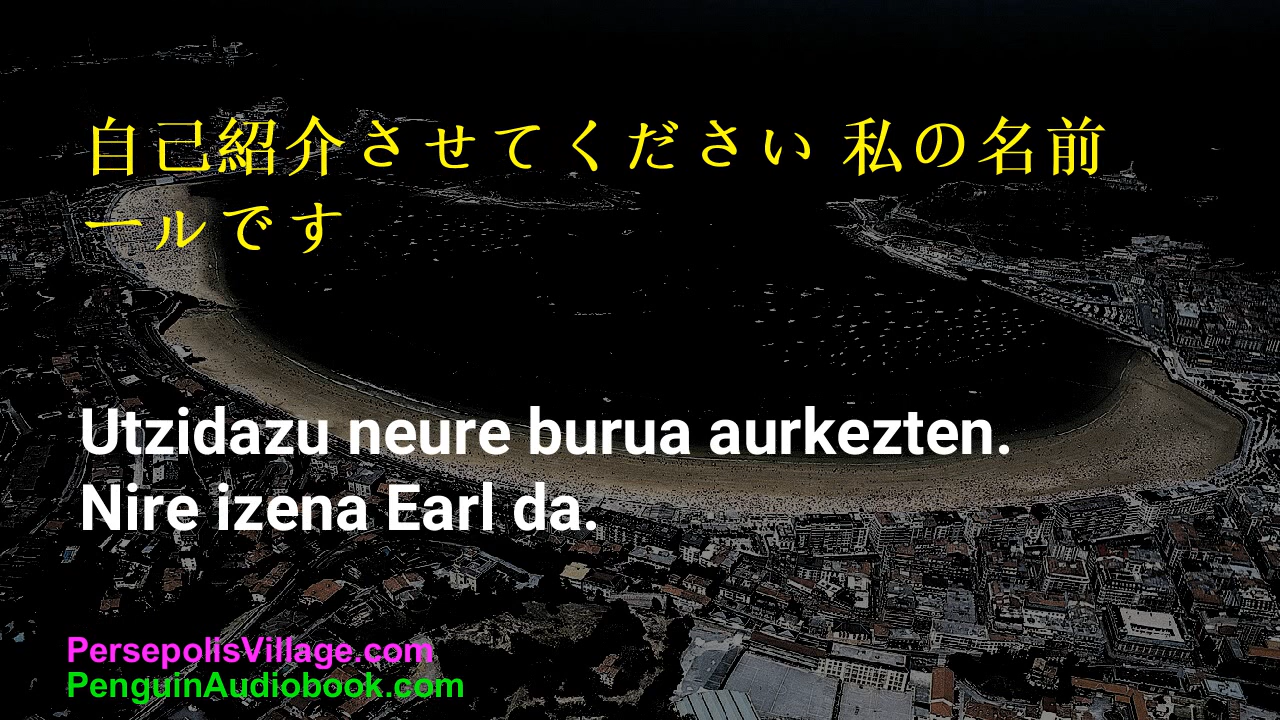 自己紹介させてください 私の名前
ールです
Utzidazu neure burua aurkezten.
Nire izena Earl da.
PersepolisVillage.com
PenguinAudiobook.com